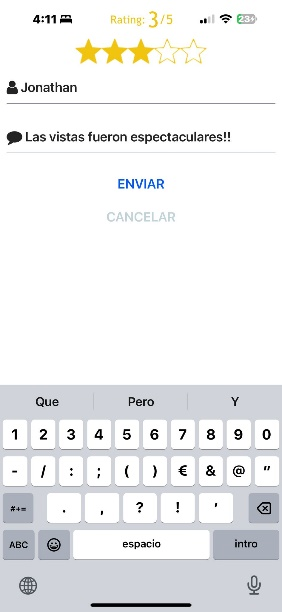 4:11 Rating: 3/5 23+
Jonathan
Las vistas fueron espectaculares!!
ENVIAR
CANCELAR
Que Pero Y
1 2 3 4 5 6 7 8 9 0
- / : ; ( ) € & @ "
#+= . , ? ! '
ABC espacio intro